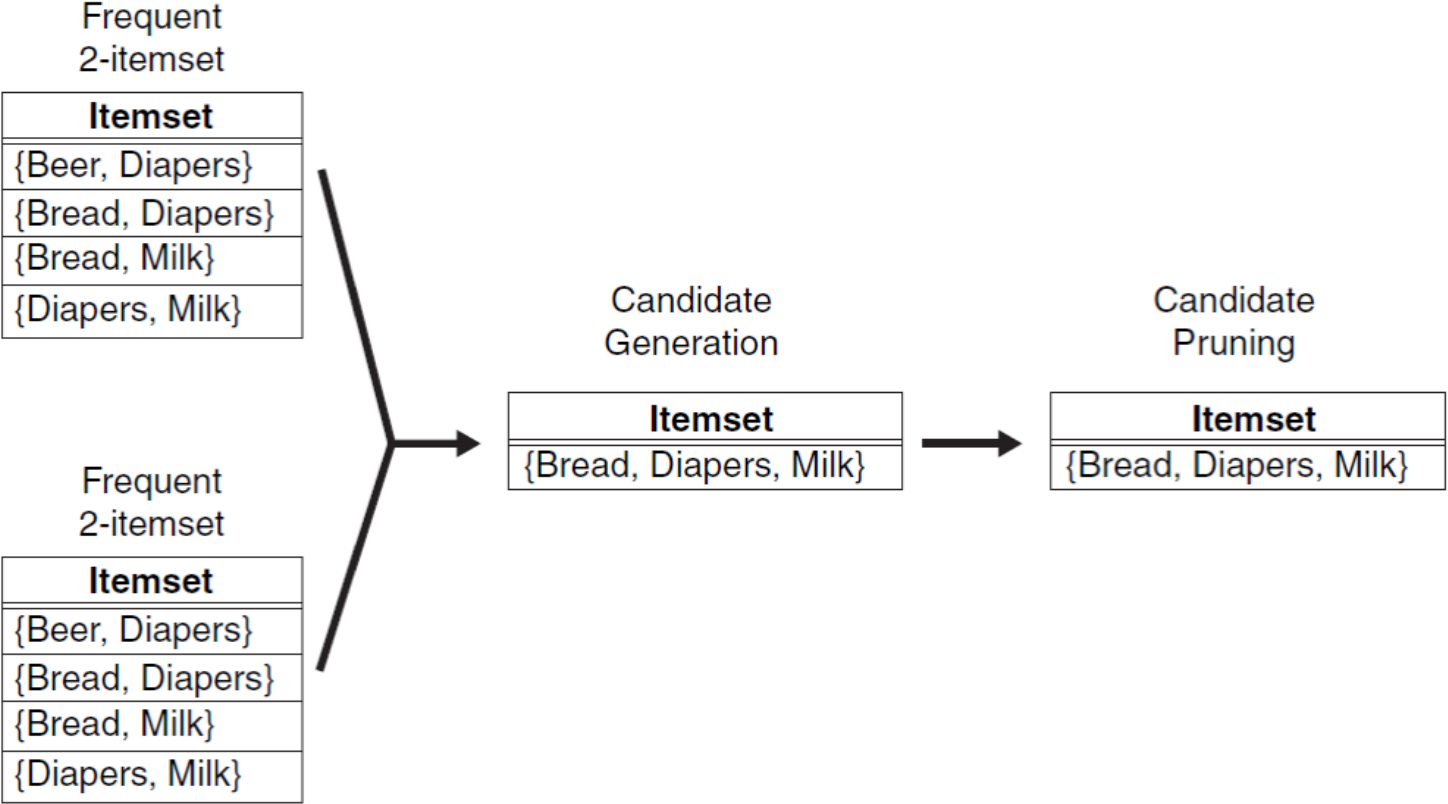 Frequent
2-itemset
Itemset
{Beer, Diapers}
{Bread, Diapers}
{Bread, Milk}
{Diapers, Milk}
Frequent
2-itemset
Itemset
{Beer, Diapers}
{Bread, Diapers}
{Bread, Milk}
{Diapers, Milk}
Candidate
Generation
Itemset
{Bread, Diapers, Milk}
Candidate
Pruning
Itemset
{Bread, Diapers, Milk}